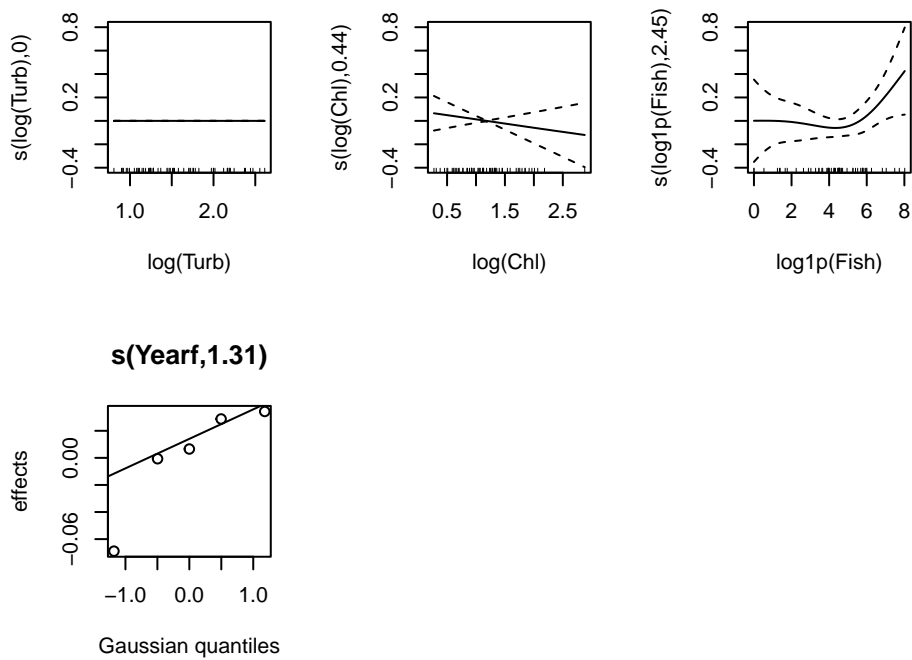 s(log(Turb),0)
0.8
0.2
−0.4
1.0
2.0
log(Turb)
s(log(Chl),0.44)
0.8
0.2
−0.4
0.5
1.5
2.5
log(Chl)
s(log1p(Fish),2.45)
0.8
0.2
−0.4
0
2
4
6
8
log1p(Fish)
s(Yearf,1.31)
effects
0.00
−0.06
−1.0
0.0
1.0
Gaussian quantiles